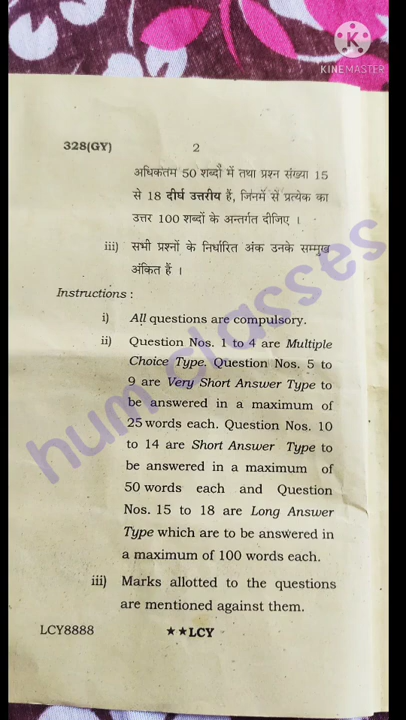 KINEMASTER
328(GY) 2
अधिकतम 50 शब्दों में तथा प्रश्न संख्या 15
से 18 दीर्घ उत्तरीय हैं, जिनमें से प्रत्येक का
उत्तर 100 शब्दों के अन्तर्गत दीजिए ।
iii) सभी प्रश्नों के निर्धारित अंक उनके सम्मुख
अंकित हैं ।
Instructions :
i) All questions are compulsory.
ii) Question Nos. 1 to 4 are Multiple
Choice Type. Question Nos. 5 to
9 are Very Short Answer Type to
be answered in a maximum of
25 words each. Question Nos. 10
to 14 are Short Answer Type to
be answered in a maximum of
50 words each and Question
Nos. 15 to 18 are Long Answer
Type which are to be answered in
a maximum of 100 words each.
iii) Marks allotted to the questions
are mentioned against them.
LCY8888 ★★LCY
hum classes